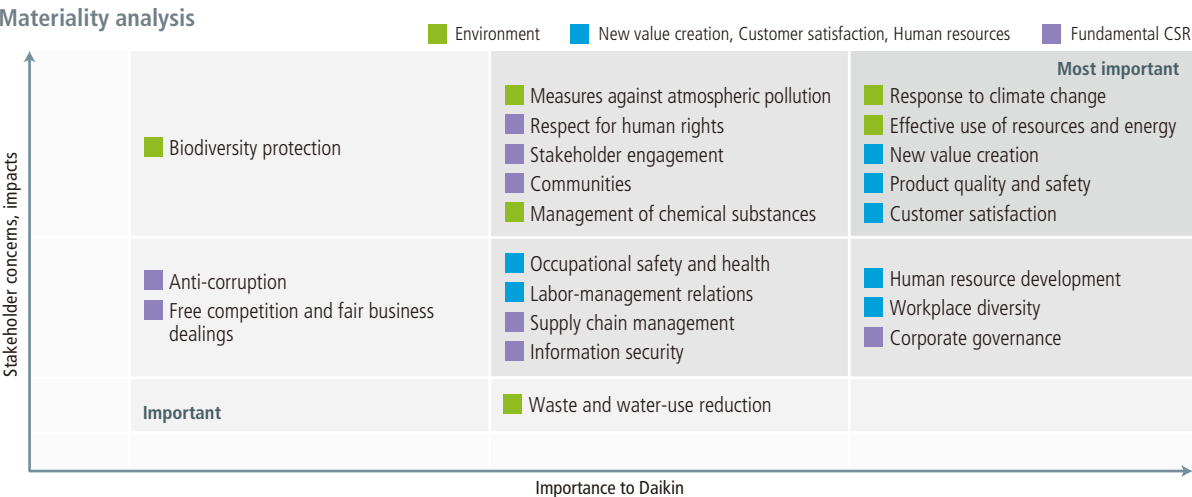 Materiality analysis
Environment
New value creation, Customer satisfaction, Human resources
Fundamental CSR
Stakeholder concerns, impacts
Biodiversity protection
Measures against atmospheric pollution
Respect for human rights
Stakeholder engagement
Communities
Management of chemical substances
Most important
Response to climate change
Effective use of resources and energy
New value creation
Product quality and safety
Customer satisfaction
Anti-corruption
Free competition and fair business
dealings
Occupational safety and health
Labor-management relations
Supply chain management
Information security
Human resource development
Workplace diversity
Corporate governance
Important
Waste and water-use reduction
Importance to Daikin